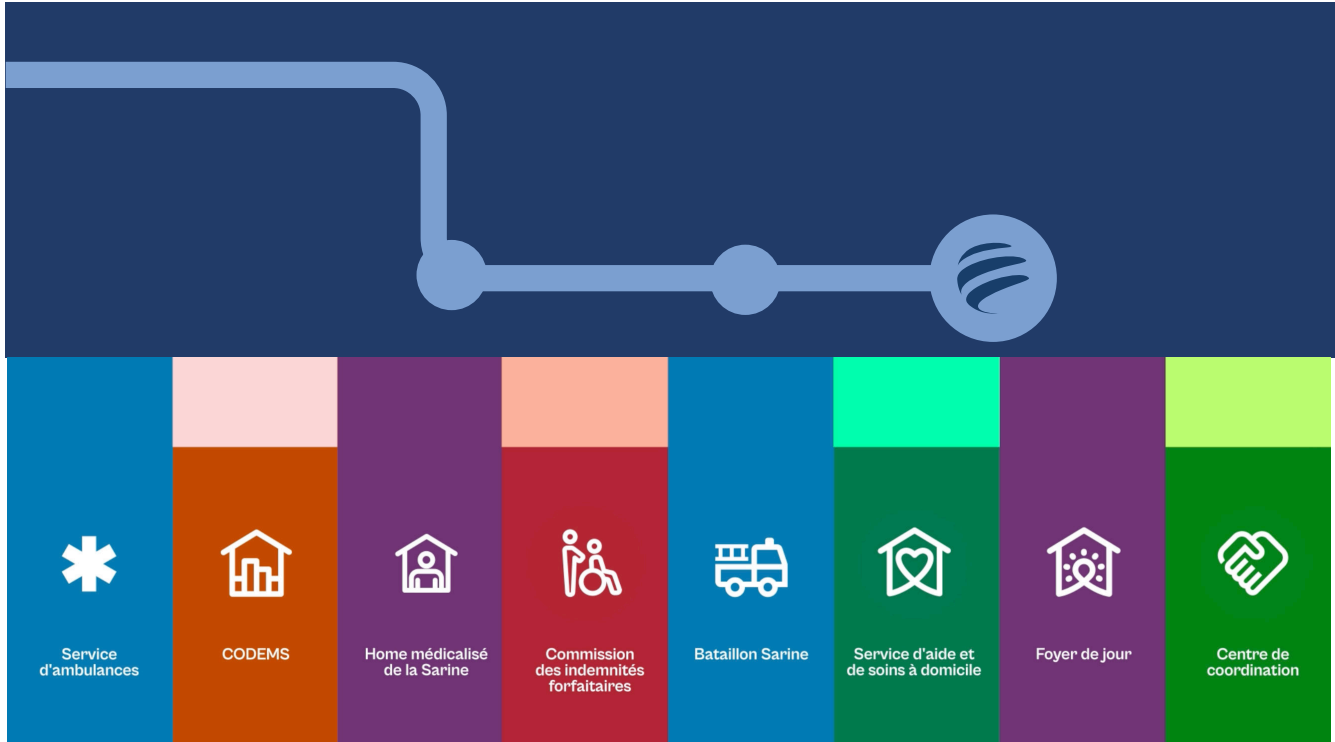 Service
d'ambulances
CODEMS
Home médicalisé
de la Sarine
Commission
des indemnités
forfaitaires
Bataillon Sarine
Service d'aide et
de soins à domicile
Foyer de jour
Centre de
coordination